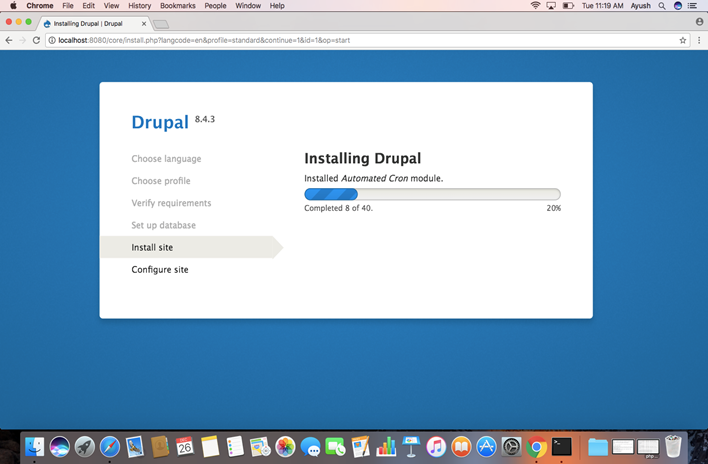 Chrome File Edit View History Bookmarks People Window Help Tue 11:19 AM Ayush
Installing Drupal | Drupal
localhost:8080/core/install.php?langcode=en&profile=standard&continue=1&id=1&op=start
Drupal 8.4.3
Choose language
Choose profile
Verify requirements
Set up database
Install site
Configure site
Installing Drupal
Installed Automated Cron module.
Completed 8 of 40. 20%
26
php